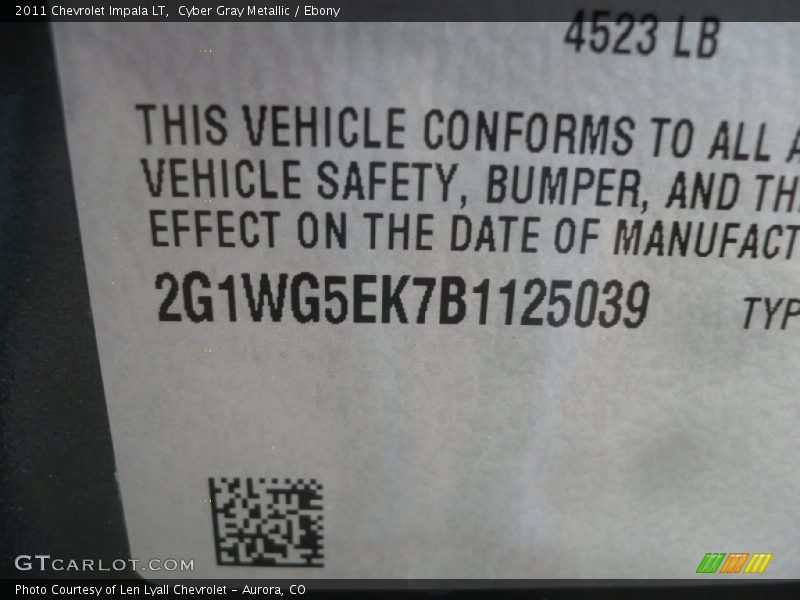 2011 Chevrolet Impala LT, Cyber Gray Metallic / Ebony
4523 LB
THIS VEHICLE CONFORMS TO ALL A
VEHICLE SAFETY, BUMPER, AND TH
EFFECT ON THE DATE OF MANUFACT
2G1WG5EK7B1125039 TYP
GTCARLOT.COM
Photo Courtesy of Len Lyall Chevrolet - Aurora, CO